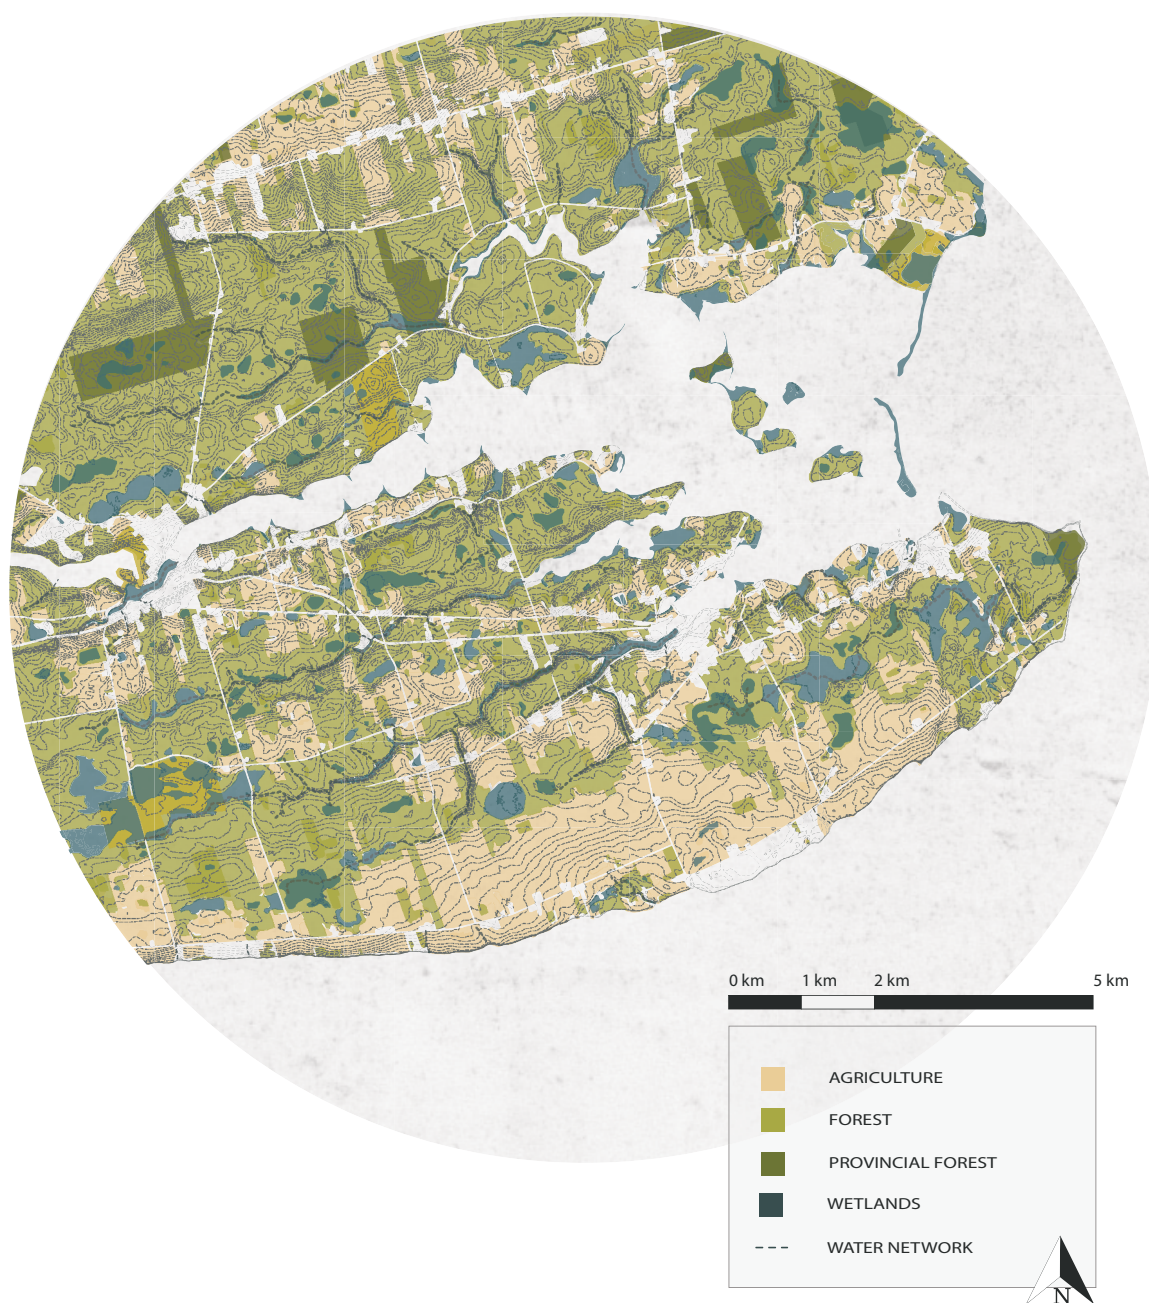 0 km 1 km 2 km 5 km
AGRICULTURE
FOREST
PROVINCIAL FOREST
WETLANDS
WATER NETWORK
N